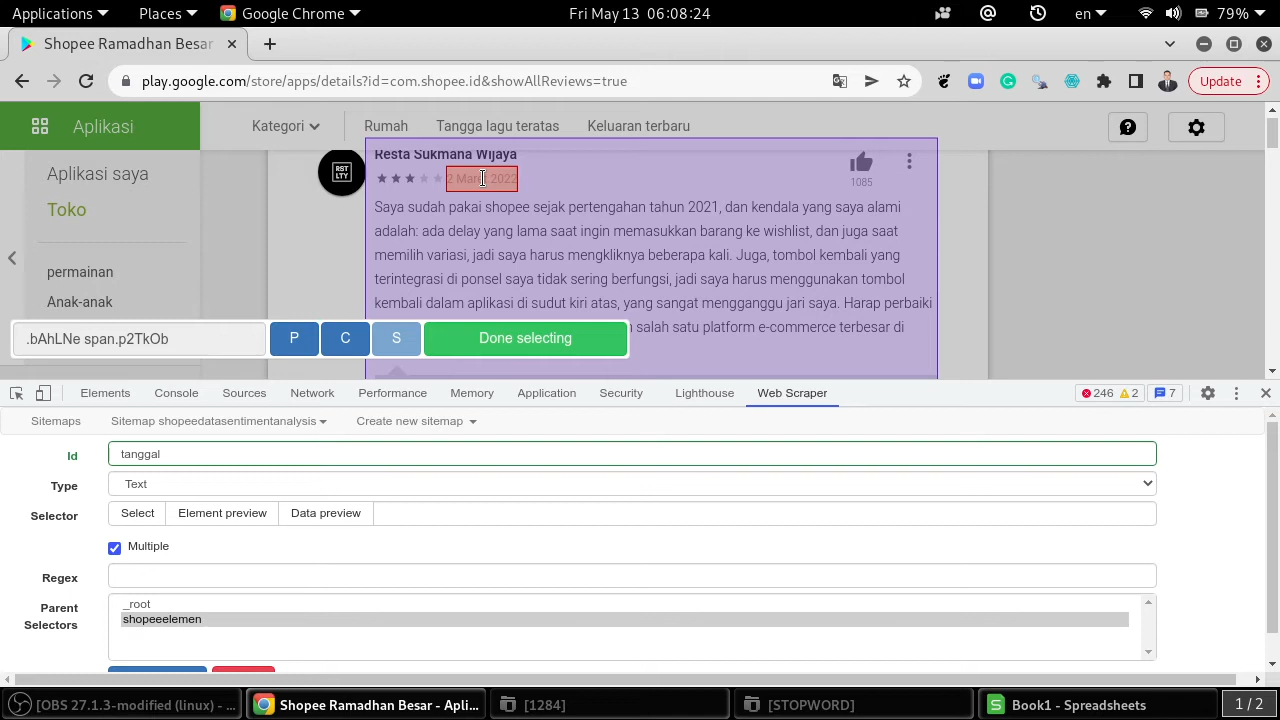 Applications Places Google Chrome Fri May 13 06:08:24 en 79%
Shopee Ramadhan Besar
play.google.com/store/apps/details?id=com.shopee.id&showAllReviews=true Update
Aplikasi Kategori Rumah Tangga lagu teratas Keluaran terbaru
Aplikasi saya
Toko
permainan
Anak-anak
RST
LTY
Resta Sukmana Wijaya
2 Maret 2022
1085
Saya sudah pakai shopee sejak pertengahan tahun 2021, dan kendala yang saya alami
adalah: ada delay yang lama saat ingin memasukkan barang ke wishlist, dan juga saat
memilih variasi, jadi saya harus mengkliknya beberapa kali. Juga, tombol kembali yang
terintegrasi di ponsel saya tidak sering berfungsi, jadi saya harus menggunakan tombol
kembali dalam aplikasi di sudut kiri atas, yang sangat mengganggu jari saya. Harap perbaiki
salah satu platform e-commerce terbesar di
.bAhLNe span.p2TkOb P C S Done selecting
Elements Console Sources Network Performance Memory Application Security Lighthouse Web Scraper 246 2 7
Sitemaps Sitemap shopeedatasentimentanalysis Create new sitemap
Id tanggal
Type Text
Selector Select Element preview Data preview
Multiple
Regex
Parent
Selectors
_root
shopeeelemen
[OBS 27.1.3-modified (linux) - ... Shopee Ramadhan Besar - Apli... [1284] [STOPWORD] Book1 - Spreadsheets 1 / 2